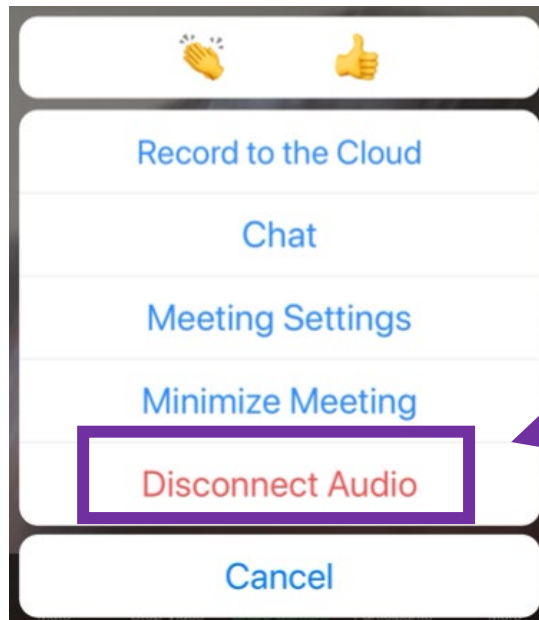 Record to the Cloud
Chat
Meeting Settings
Minimize Meeting
Disconnect Audio
Cancel